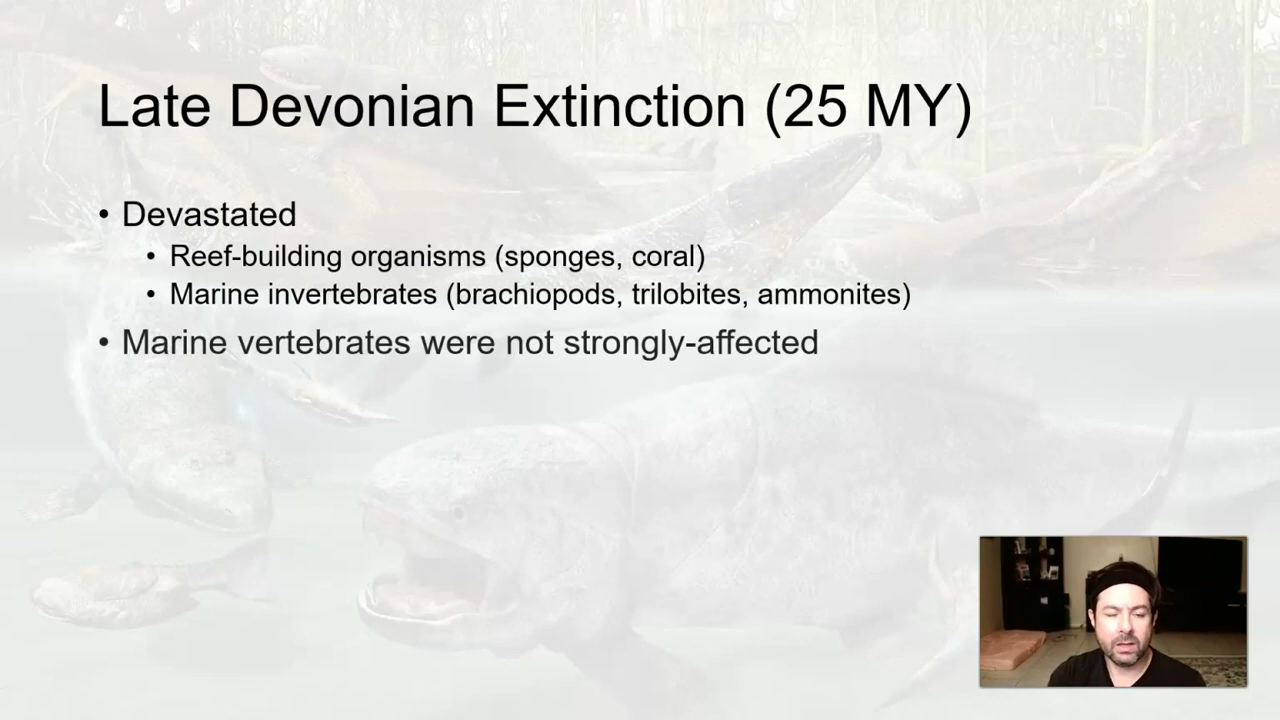 Late Devonian Extinction (25 MY)
• Devastated
• Reef-building organisms (sponges, coral)
• Marine invertebrates (brachiopods, trilobites, ammonites)
• Marine vertebrates were not strongly-affected